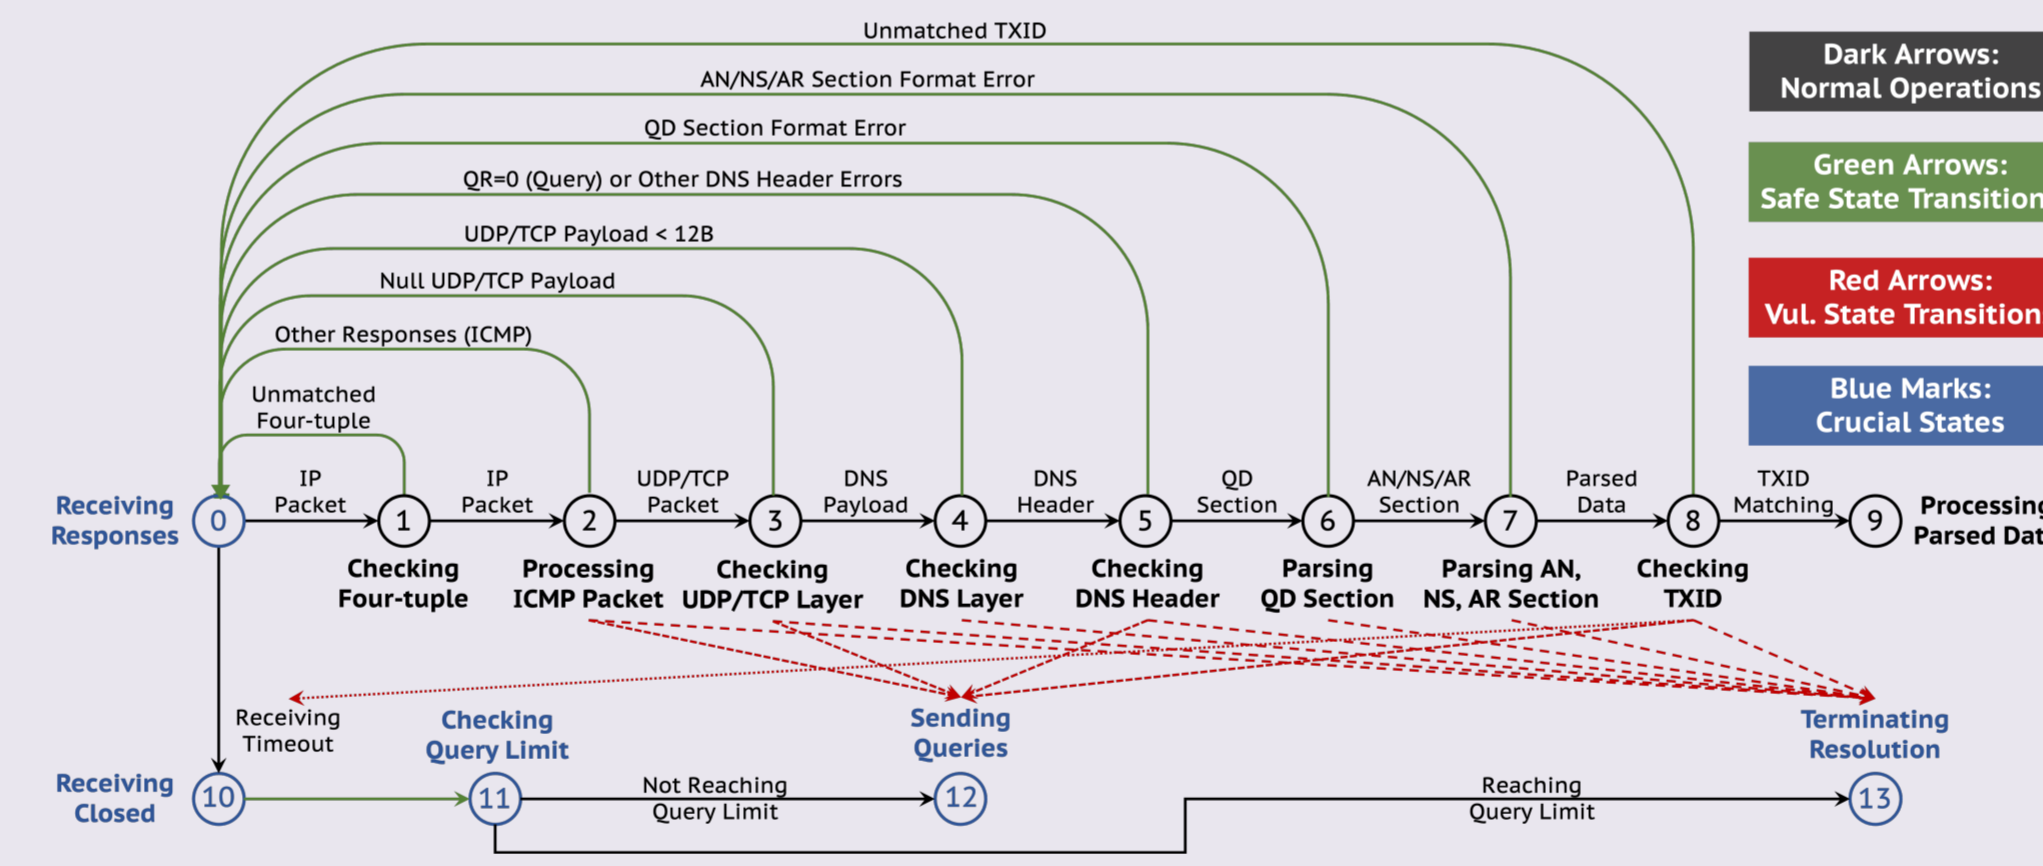 Unmatched TXID
AN/NS/AR Section Format Error
QD Section Format Error
QR=0 (Query) or Other DNS Header Errors
UDP/TCP Payload < 12B
Null UDP/TCP Payload
Other Responses (ICMP)
Unmatched
Four-tuple
Dark Arrows:
Normal Operations
Green Arrows:
Safe State Transition
Red Arrows:
Vul. State Transition
Blue Marks:
Crucial States
Receiving
Responses
0
IP
Packet
1
IP
Packet
2
UDP/TCP
Packet
3
DNS
Payload
4
DNS
Header
5
QD
Section
6
AN/NS/AR
Section
7
Parsed
Data
8
TXID
Matching
9
Processing
Parsed Dat
Checking
Four-tuple
Processing
ICMP Packet
Checking
UDP/TCP Layer
Checking
DNS Layer
Checking
DNS Header
Parsing
QD Section
Parsing AN,
NS, AR Section
Checking
TXID
Receiving
Timeout
Checking
Query Limit
Sending
Queries
Terminating
Resolution
Receiving
Closed
10
11
Not Reaching
Query Limit
12
Reaching
Query Limit
13